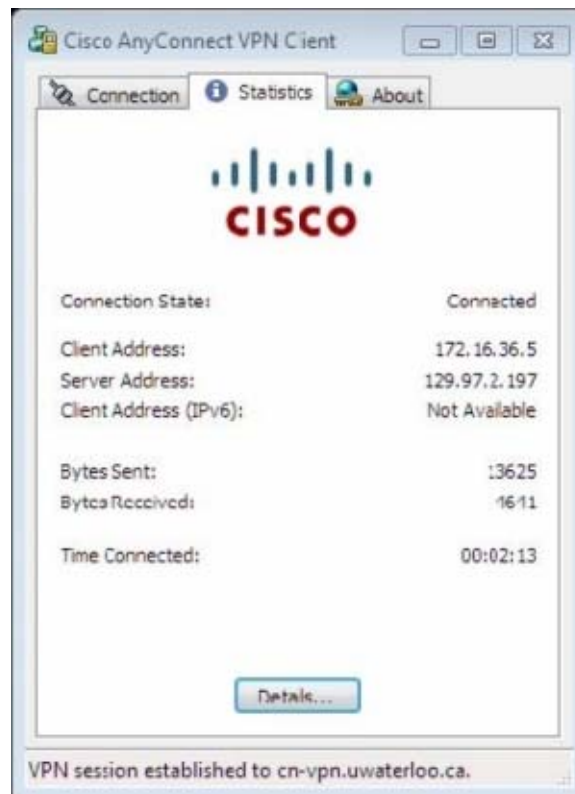 Cisco AnyConnect VPN Client
Connection Statistics About
CISCO
Connection State: Connected
Client Address: 172.16.36.5
Server Address: 129.97.2.197
Client Address (IPv6): Not Available
Bytes Sent: 13625
Bytes Received:
Time Connected: 00:02:13
Details...
VPN session established to cn-vpn.uwaterloo.ca.